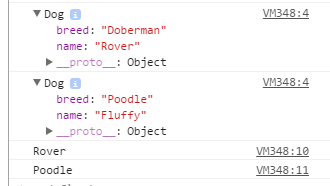 Dog i VM348:4
breed: "Doberman"
name: "Rover"
__proto__: Object
Dog i VM348:4
breed: "Poodle"
name: "Fluffy"
__proto__: Object
Rover VM348:10
Poodle VM348:11